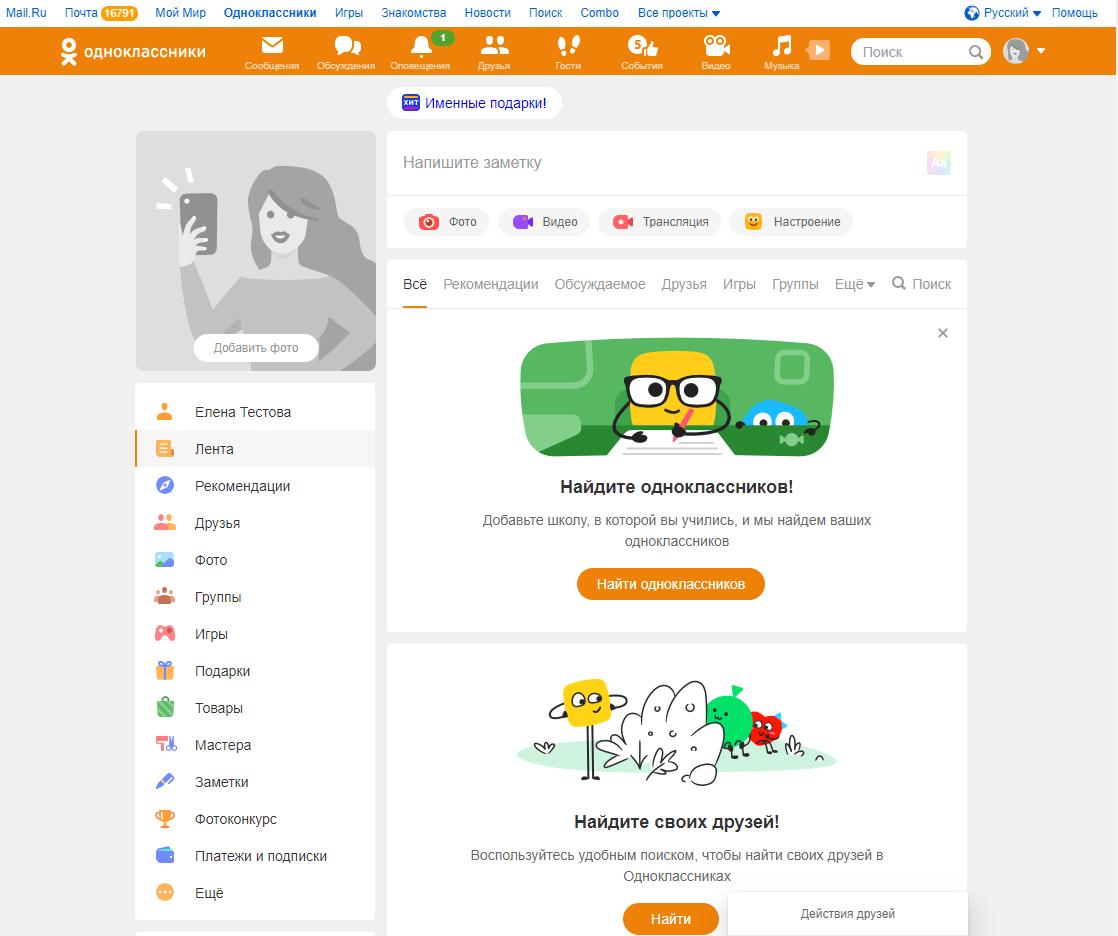 Mail.Ru Почта 16791 Мой Мир Одноклассники Игры Знакомства Новости Поиск Combo Все проекты Русский Помощь
одноклассники
1
5
Сообщения Обсуждения Оповещения Друзья Гости События Видео Музыка
Поиск
ХИТ Именные подарки!
Добавить фото
Елена Тестова
Лента
Рекомендации
Друзья
Фото
Группы
Игры
Подарки
Товары
Мастера
Заметки
Фотоконкурс
Платежи и подписки
Ещё
Напишите заметку Aa
Фото Видео Трансляция Настроение
Всё Рекомендации Обсуждаемое Друзья Игры Группы Ещё Поиск
Найдите одноклассников!
Добавьте школу, в которой вы учились, и мы найдем ваших
одноклассников
Найти одноклассников
Найдите своих друзей!
Воспользуйтесь удобным поиском, чтобы найти своих друзей в
Одноклассниках
Найти
Действия друзей